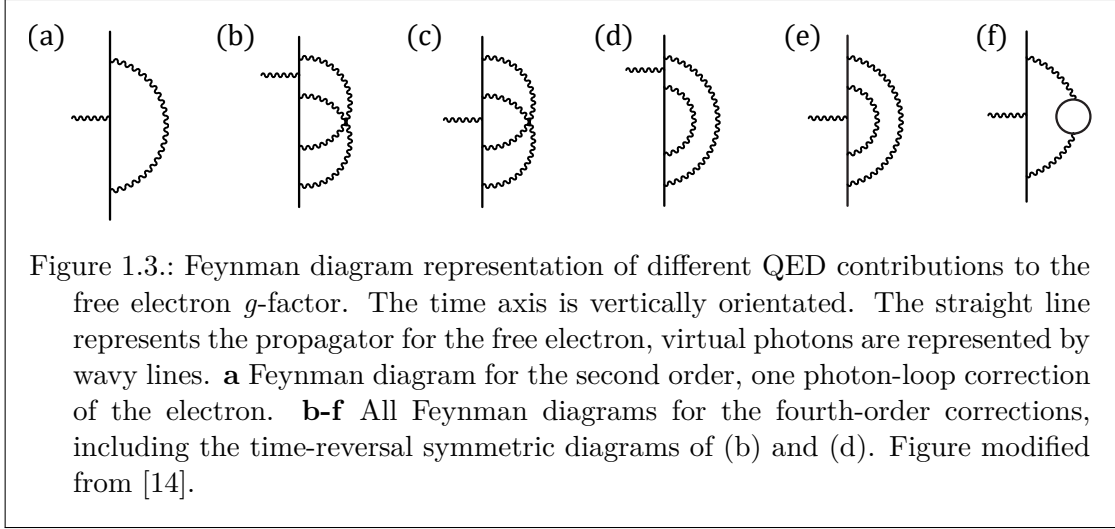 (a) (b) (c) (d) (e) (f)
Figure 1.3.: Feynman diagram representation of different QED contributions to the
free electron g-factor. The time axis is vertically orientated. The straight line
represents the propagator for the free electron, virtual photons are represented by
wavy lines. a Feynman diagram for the second order, one photon-loop correction
of the electron. b-f All Feynman diagrams for the fourth-order corrections,
including the time-reversal symmetric diagrams of (b) and (d). Figure modified
from [14].